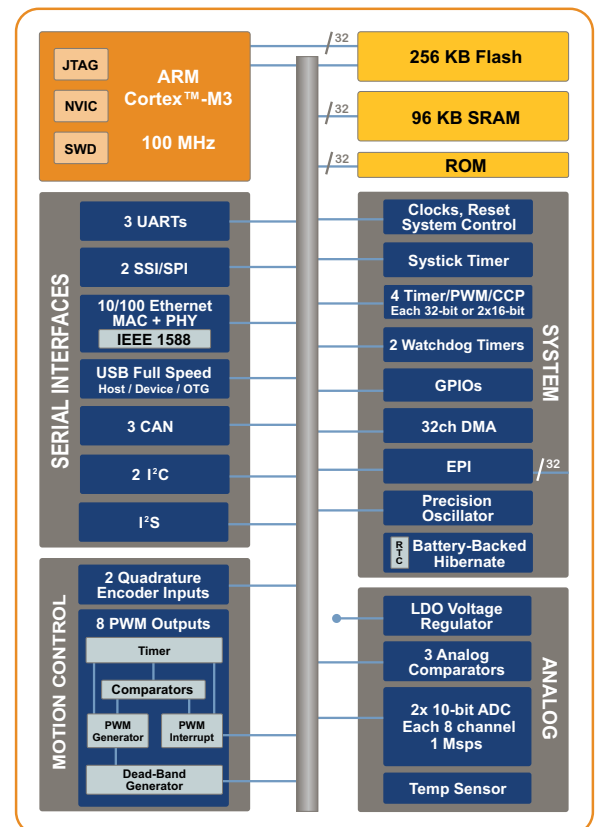 JTAG
NVIC
SWD
ARM
Cortex™-M3
100 MHz
32
256 KB Flash
32
96 KB SRAM
32
ROM
SERIAL INTERFACES
3 UARTs
2 SSI/SPI
10/100 Ethernet
MAC + PHY
IEEE 1588
USB Full Speed
Host / Device / OTG
3 CAN
2 I²C
I²S
SYSTEM
Clocks, Reset
System Control
Systick Timer
4 Timer/PWM/CCP
Each 32-bit or 2x16-bit
2 Watchdog Timers
GPIOs
32ch DMA
EPI
32
Precision
Oscillator
RTC
Battery-Backed
Hibernate
MOTION CONTROL
2 Quadrature
Encoder Inputs
8 PWM Outputs
Timer
Comparators
PWM
Generator
PWM
Interrupt
Dead-Band
Generator
ANALOG
LDO Voltage
Regulator
3 Analog
Comparators
2x 10-bit ADC
Each 8 channel
1 Msps
Temp Sensor